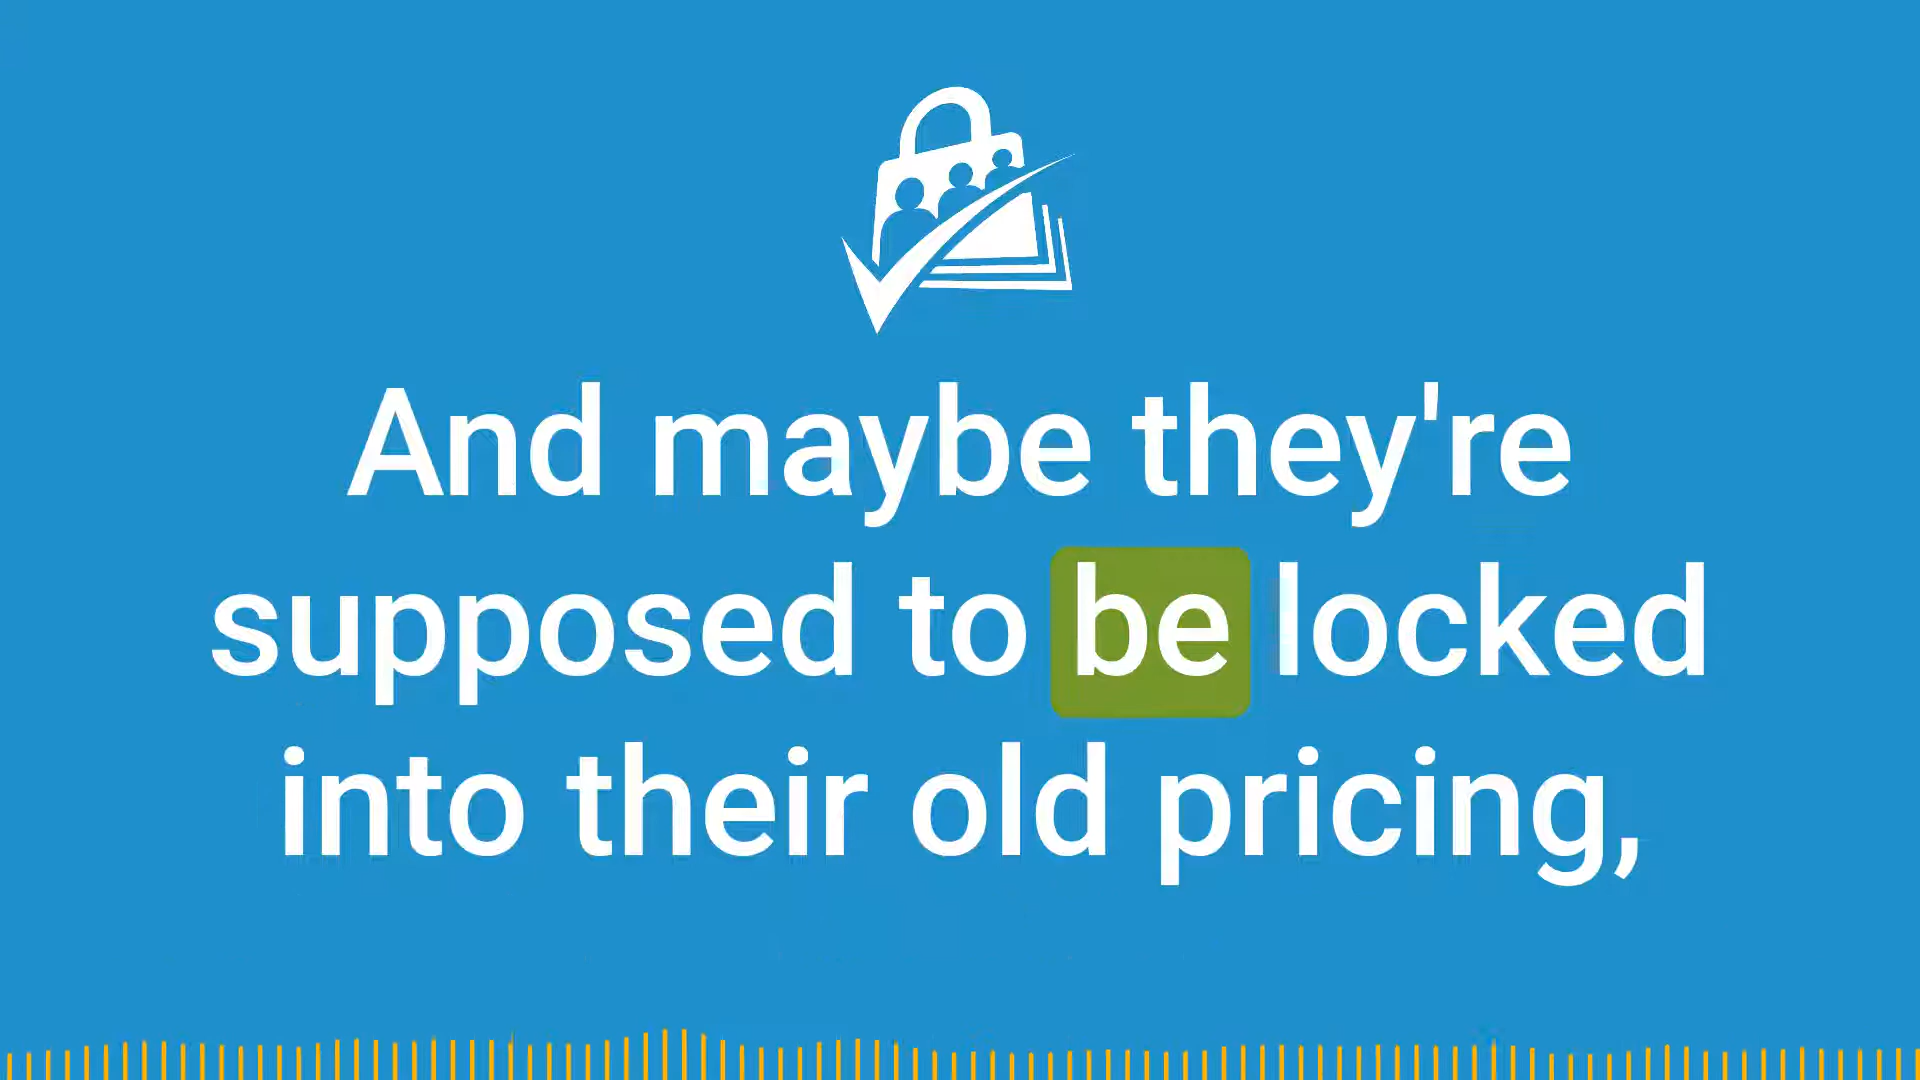 And maybe they're
supposed to be locked
into their old pricing,